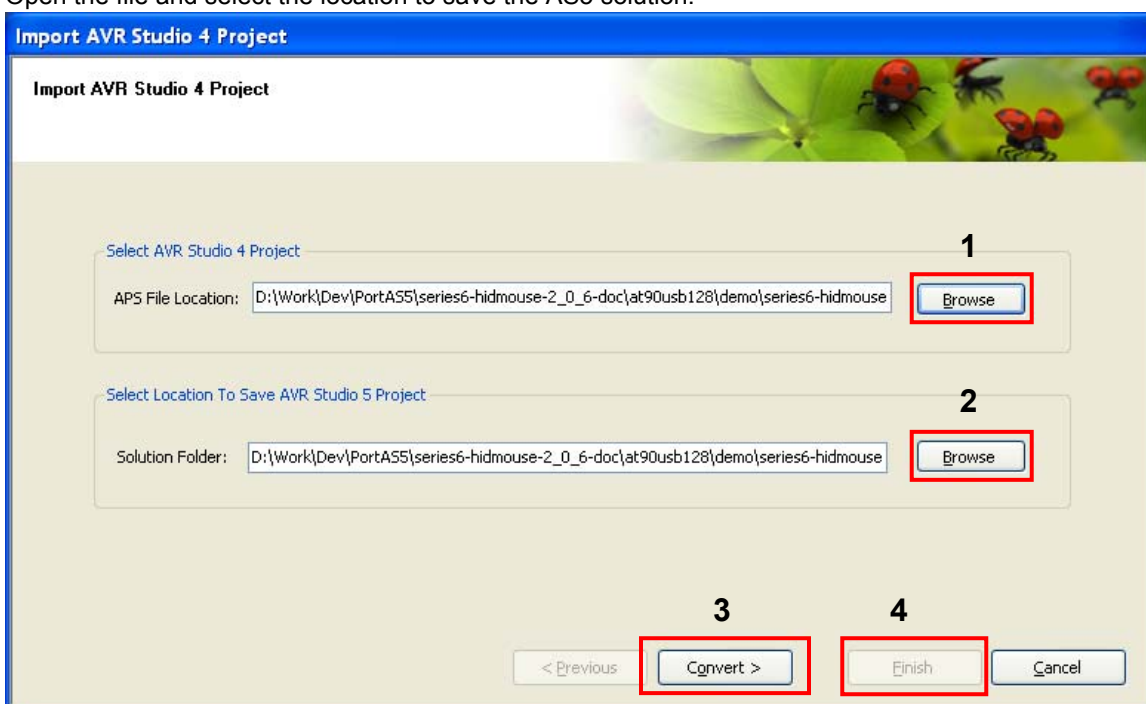 Open the file and select the location to save the AS5 solution.
Import AVR Studio 4 Project
Import AVR Studio 4 Project
Select AVR Studio 4 Project
1
APS File Location: D:\Work\Dev\PortAS5\series6-hidmouse-2_0_6-doc\at90usb128\demo\series6-hidmouse Browse
Select Location To Save AVR Studio 5 Project
2
Solution Folder: D:\Work\Dev\PortAS5\series6-hidmouse-2_0_6-doc\at90usb128\demo\series6-hidmouse Browse
3 4
< Previous Convert > Finish Cancel